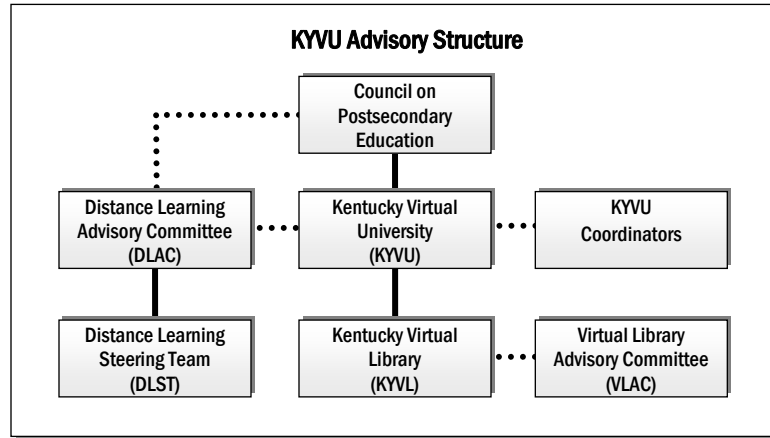 KYVU Advisory Structure
Council on
Postsecondary
Education
Distance Learning
Advisory Committee
(DLAC)
Kentucky Virtual
University
(KYVU)
KYVU
Coordinators
Distance Learning
Steering Team
(DLST)
Kentucky Virtual
Library
(KYVL)
Virtual Library
Advisory Committee
(VLAC)